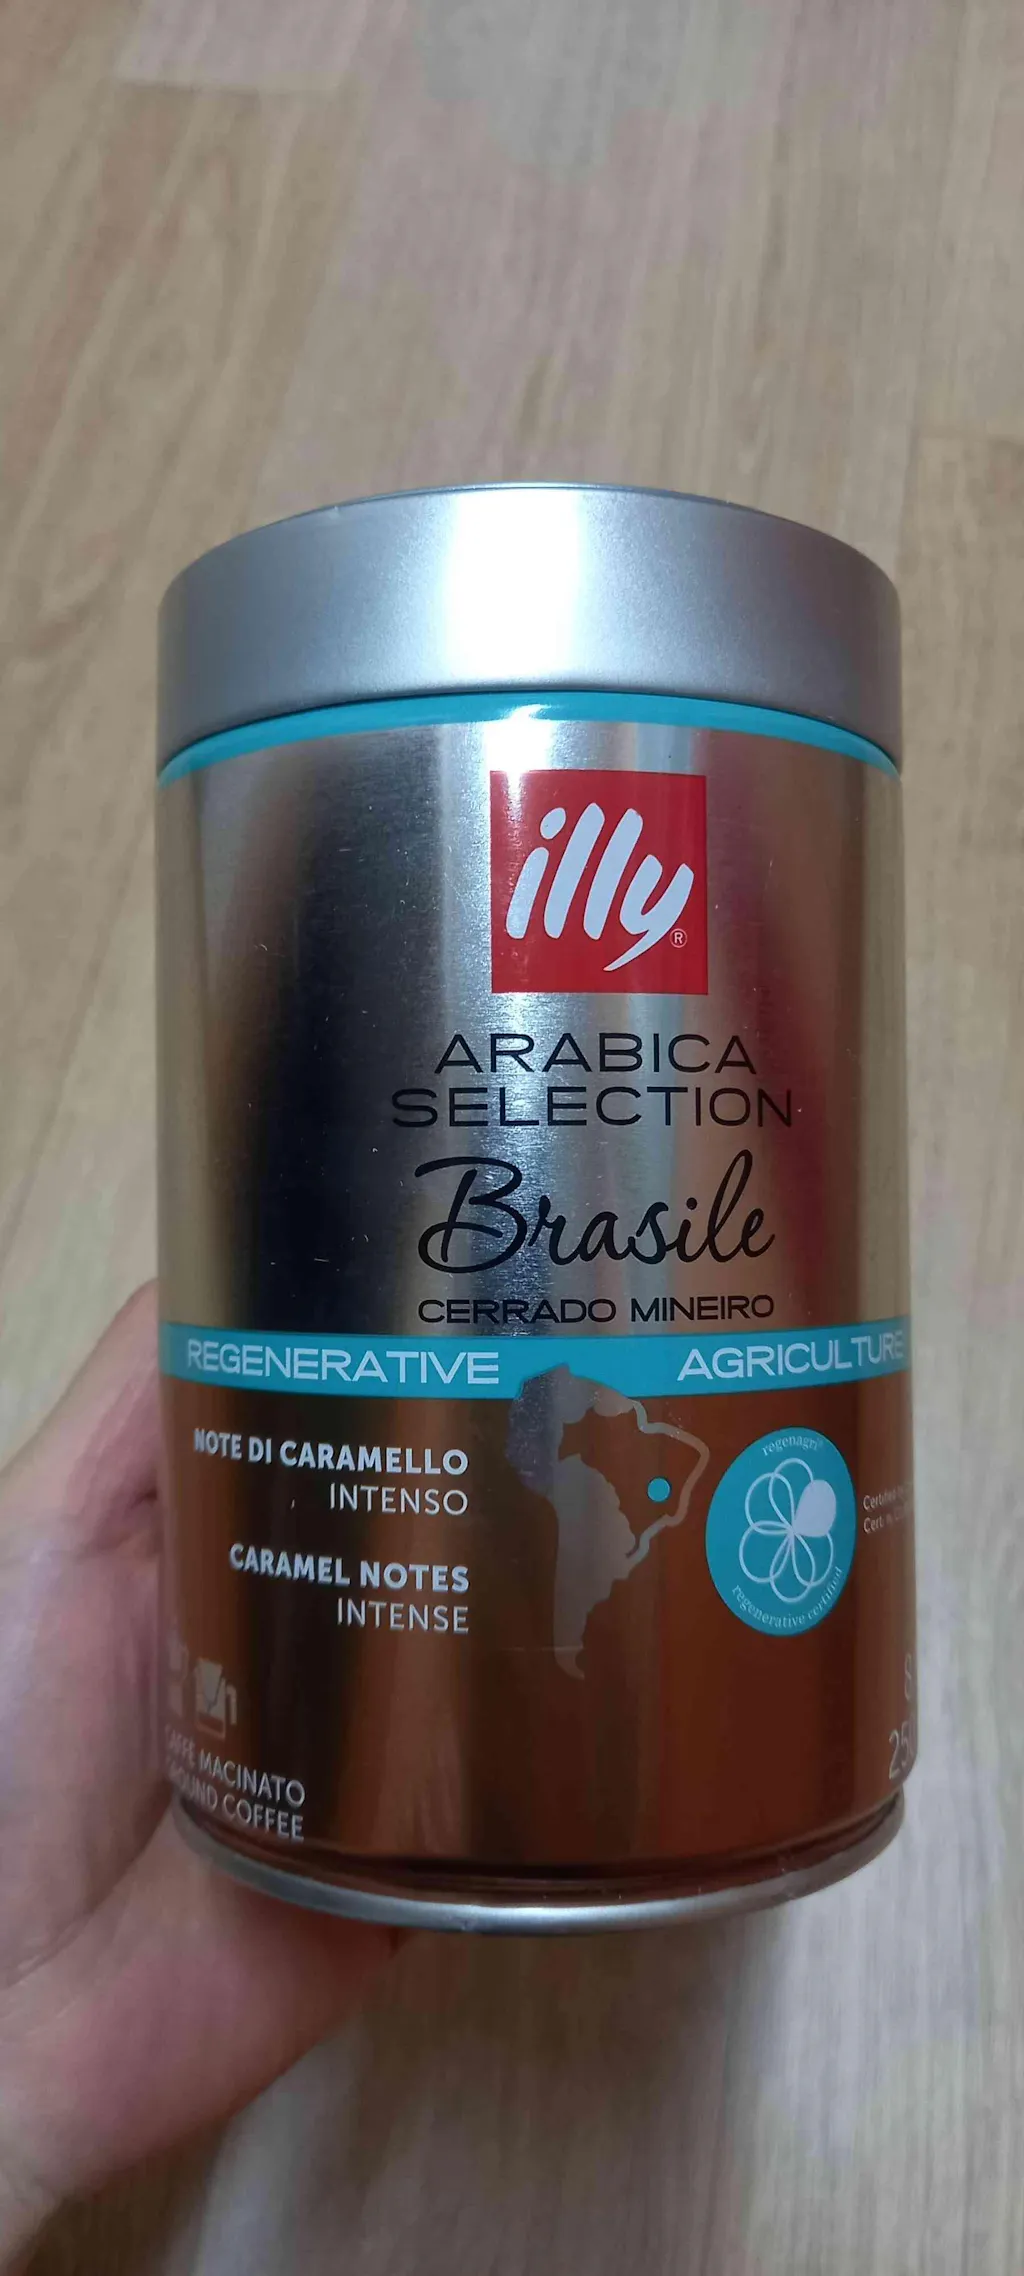 illy®
ARABICA
SELECTION
Brasile
CERRADO MINEIRO
REGENERATIVE AGRICULTURE
NOTE DI CARAMELLO
INTENSO
CARAMEL NOTES
INTENSE
regenagri®
regenerative certified
CAFFÈ MACINATO
GROUND COFFEE